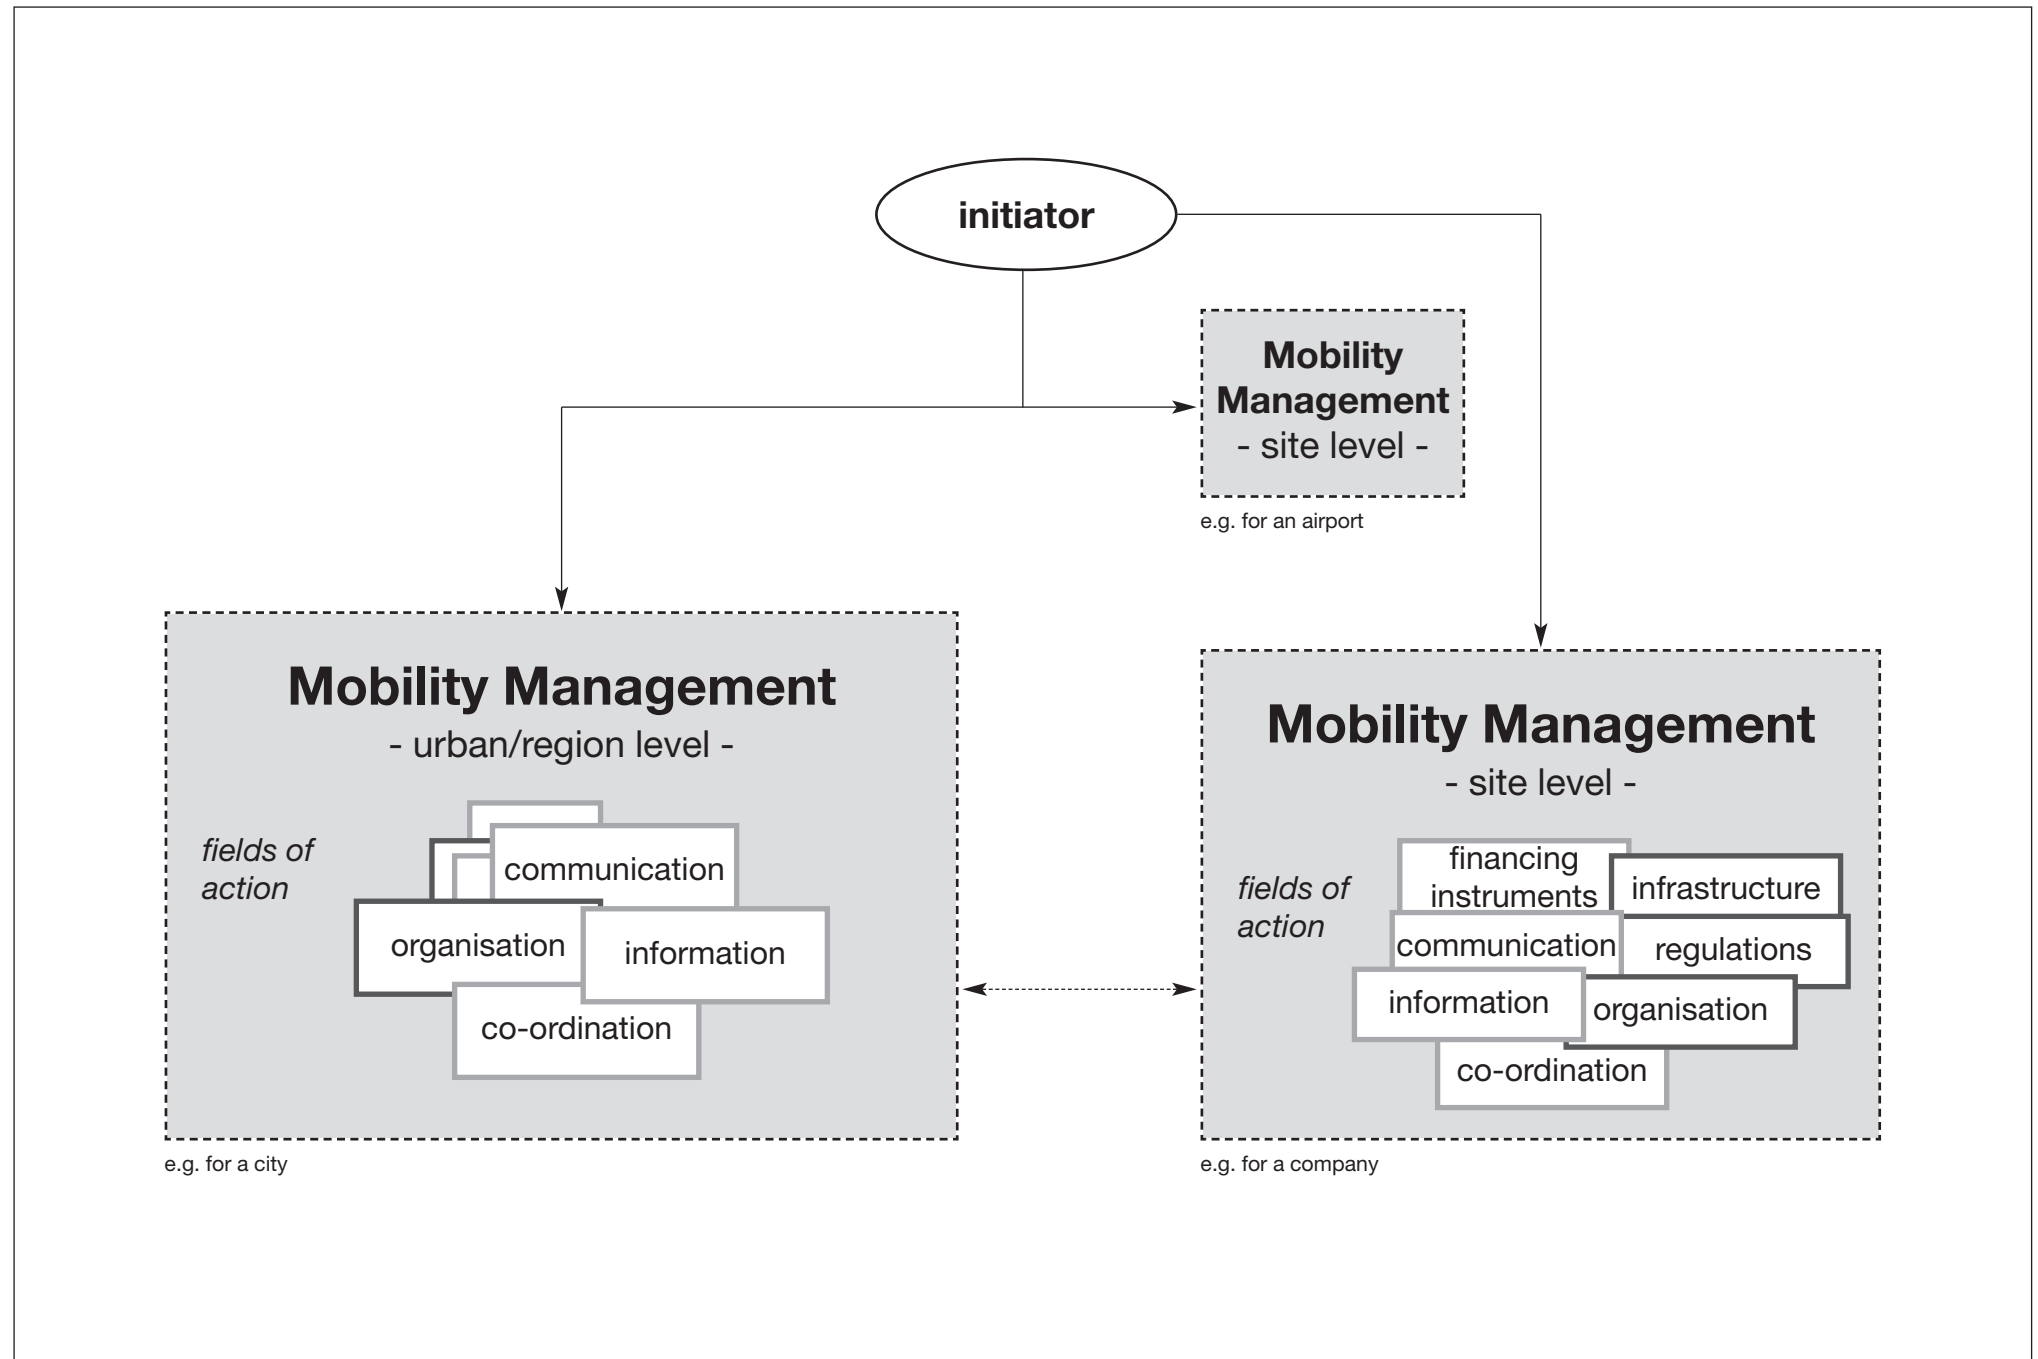 initiator
Mobility
Management
- site level -
e.g. for an airport
Mobility Management
- urban/region level -
fields of
action
communication
organisation
information
co-ordination
e.g. for a city
Mobility Management
- site level -
fields of
action
financing
instruments
infrastructure
communication
regulations
information
organisation
co-ordination
e.g. for a company